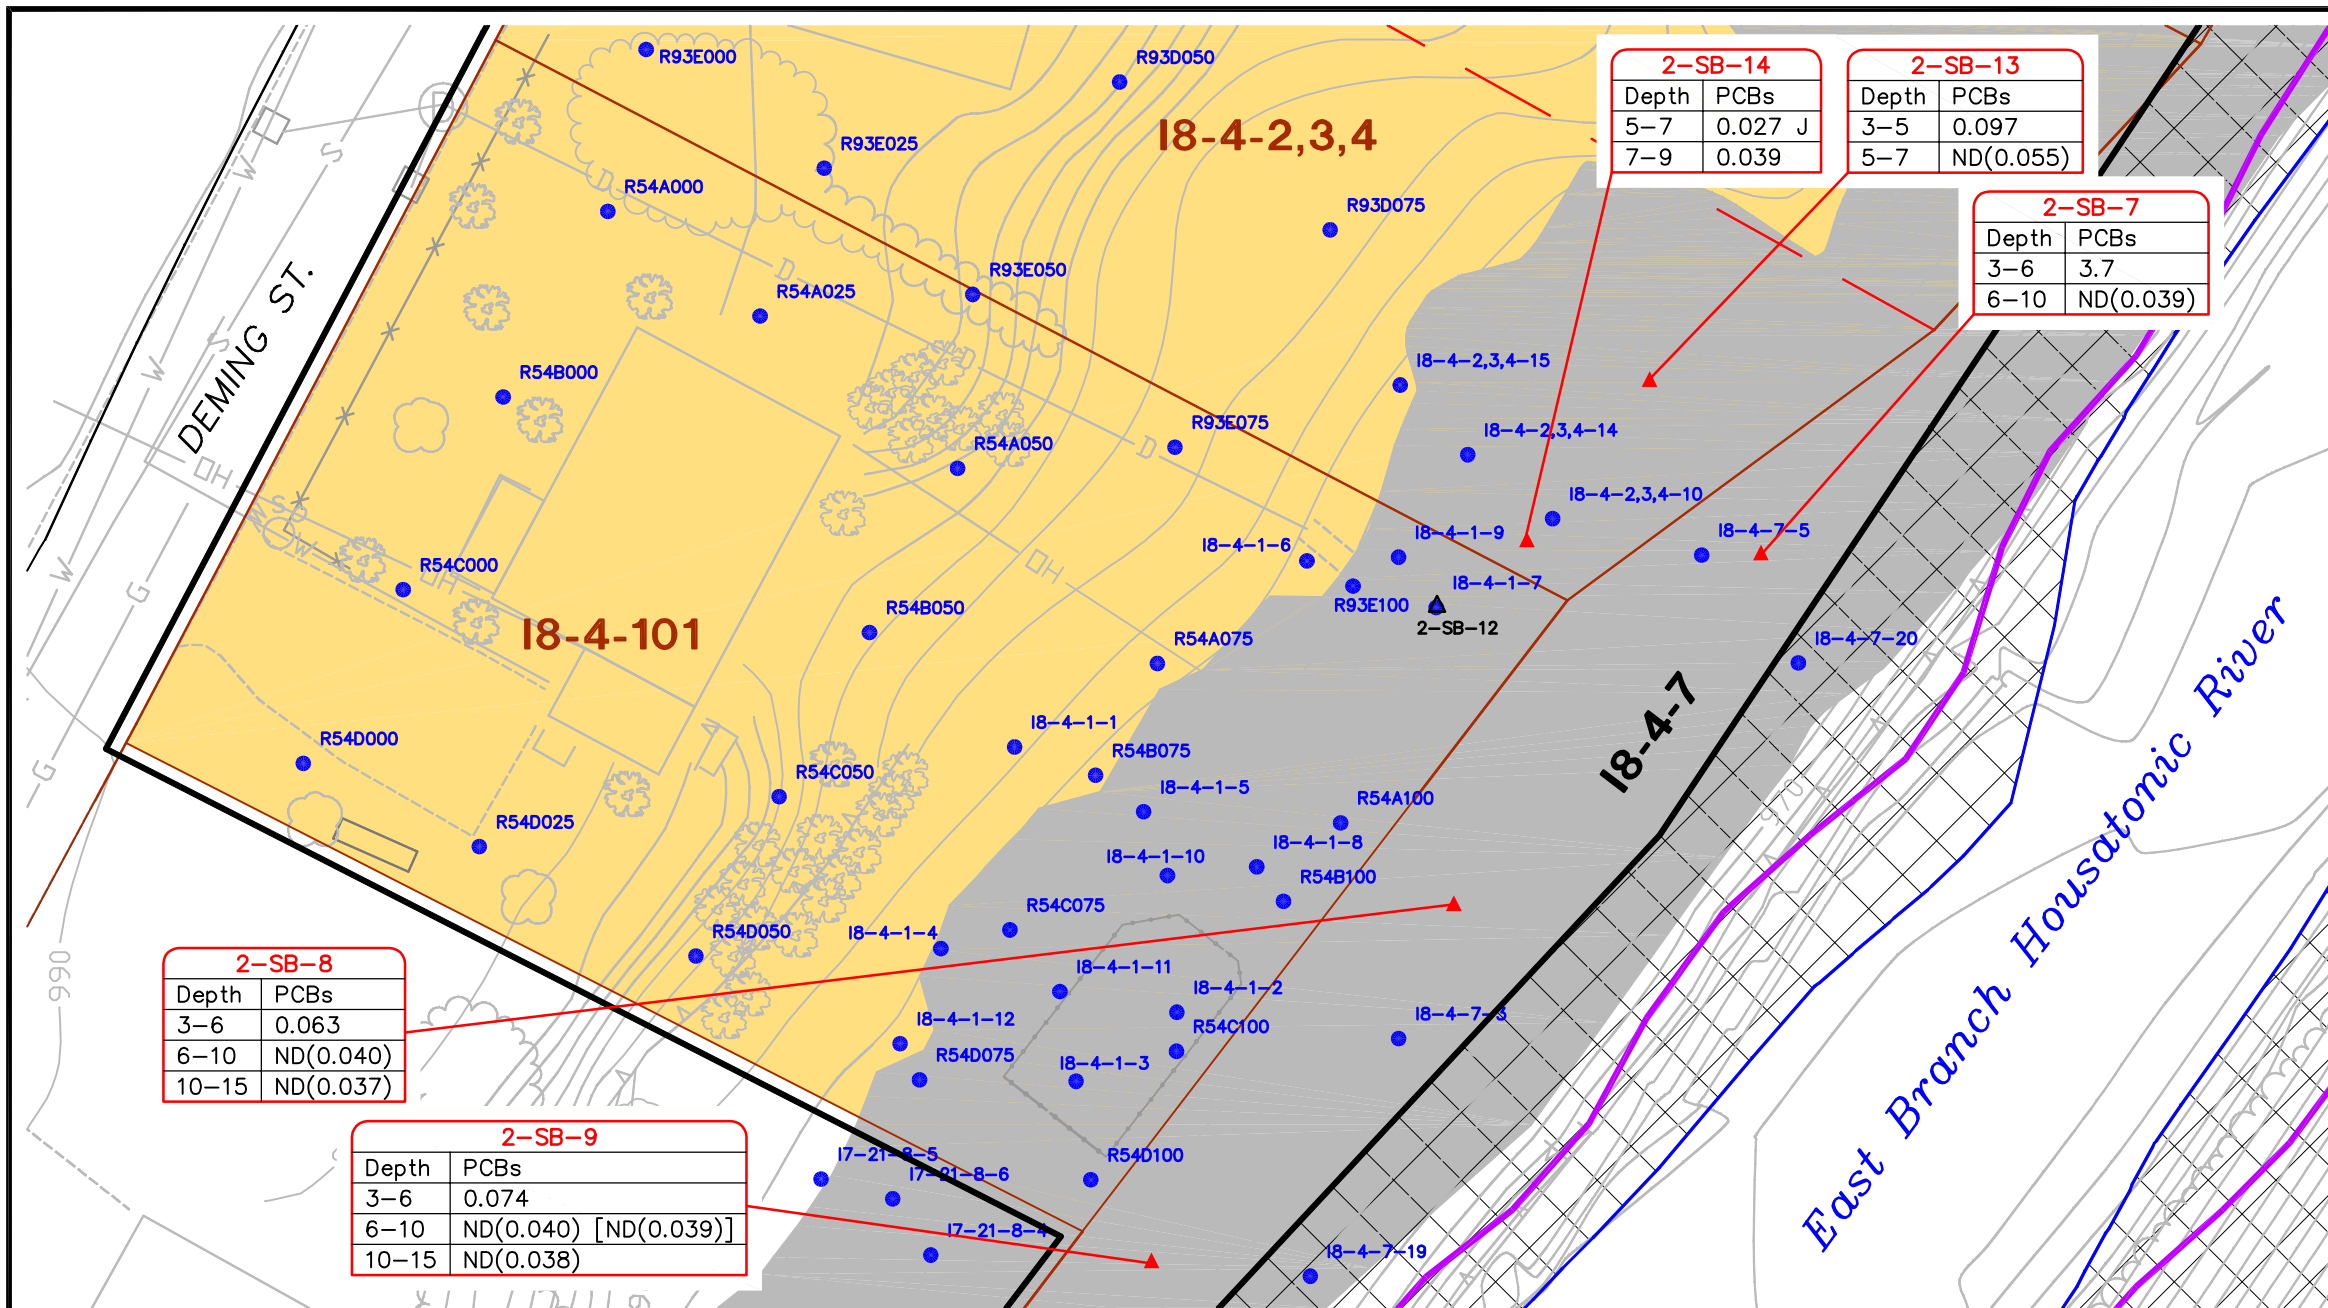 R93E000
R93D050
2-SB-14
Depth PCBs
5-7 0.027 J
7-9 0.039
2-SB-13
Depth PCBs
3-5 0.097
5-7 ND(0.055)
2-SB-7
Depth PCBs
3-6 3.7
6-10 ND(0.039)
I8-4-2,3,4
R93E025
R54A000
R93D075
R93E050
R54A025
DEMING ST.
R54B000
I8-4-2,3,4-15
R93E075
R54A050
I8-4-2,3,4-14
I8-4-2,3,4-10
I8-4-1-9
I8-4-7-5
I8-4-1-6
R54C000
I8-4-1-7
R93E100
2-SB-12
R54B050
I8-4-101
R54A075
I8-4-7-20
I8-4-7
East Branch Housatonic River
I8-4-1-1
R54D000
R54B075
R54C050
I8-4-1-5
R54A100
970
R54D025
I8-4-1-8
I8-4-1-10
R54B100
R54C075
R54D050
I8-4-1-4
990
I8-4-1-11
I8-4-1-2
I8-4-1-12
R54C100
I8-4-7-3
R54D075
I8-4-1-3
2-SB-8
Depth PCBs
3-6 0.063
6-10 ND(0.040)
10-15 ND(0.037)
2-SB-9
Depth PCBs
3-6 0.074
6-10 ND(0.040) [ND(0.039)]
10-15 ND(0.038)
I7-21-8-5
R54D100
I7-21-8-6
I7-21-8-4
I8-4-7-19